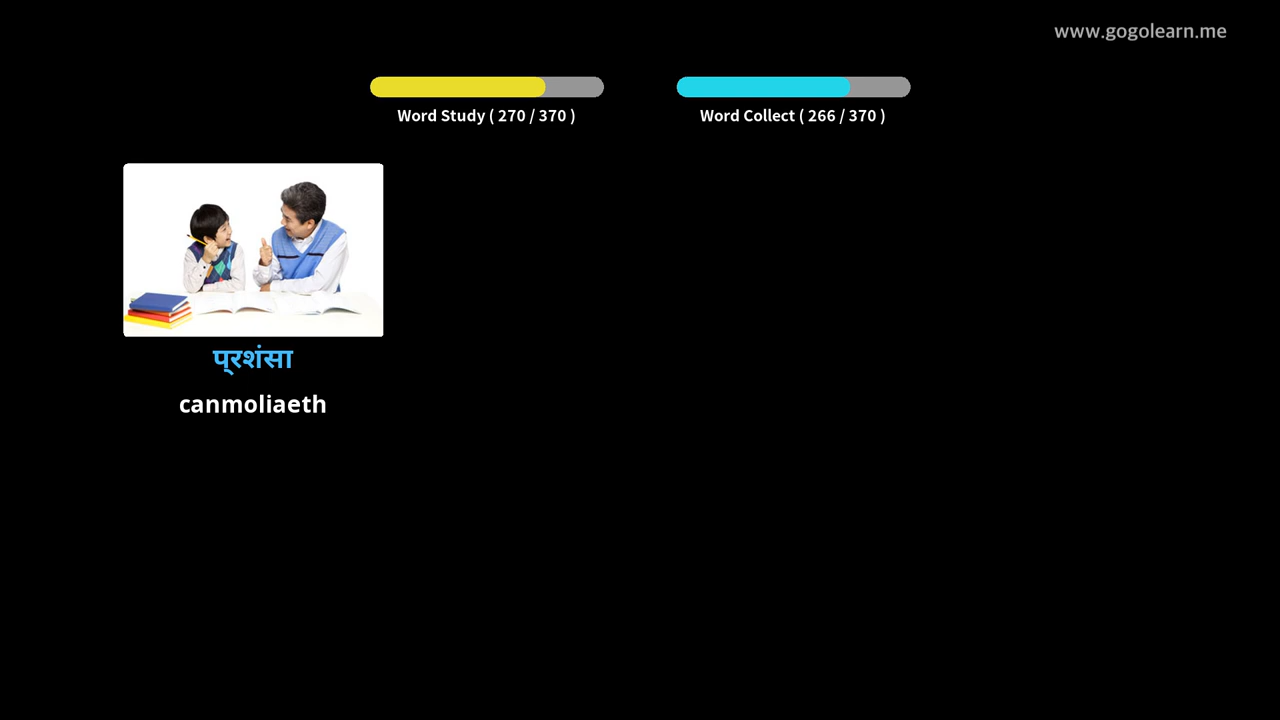 www.gogolearn.me
Word Study ( 270 / 370 )
Word Collect ( 266 / 370 )
प्रशंसा
canmoliaeth